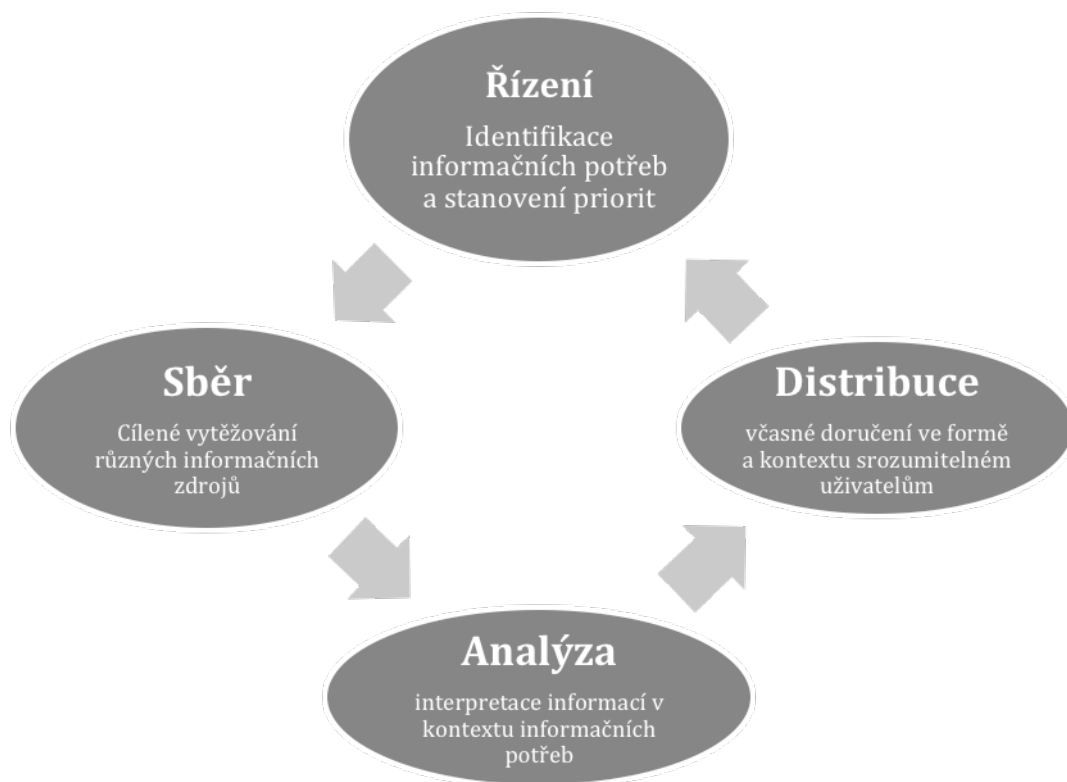 Řízení
Identifikace
informačních potřeb
a stanovení priorit
Sběr
Cílené vytěžování
různých informačních
zdrojů
Distribuce
včasné doručení ve formě
a kontextu srozumitelném
uživatelům
Analýza
interpretace informací v
kontextu informačních
potřeb